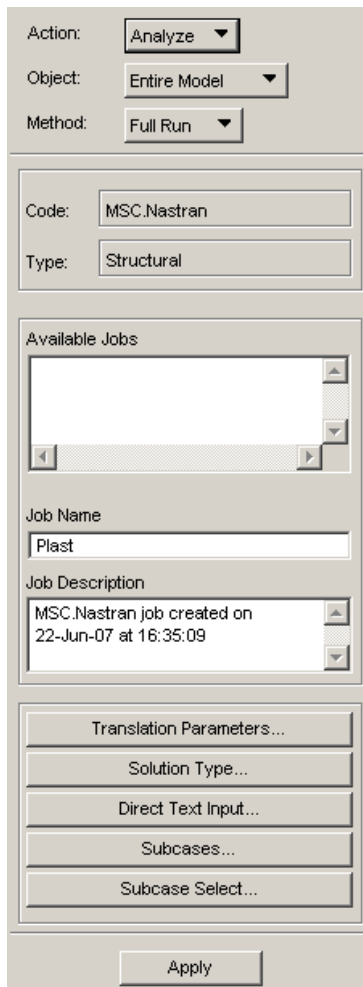 Action: Analyze
Object: Entire Model
Method: Full Run
Code: MSC.Nastran
Type: Structural
Available Jobs
Job Name
Plast
Job Description
MSC.Nastran job created on
22-Jun-07 at 16:35:09
Translation Parameters...
Solution Type...
Direct Text Input...
Subcases...
Subcase Select...
Apply